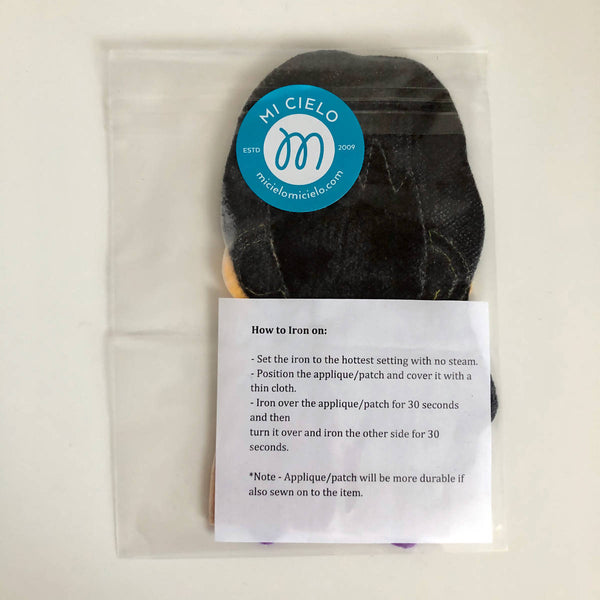 MI CIELO
ESTD 2009
m
micielomicielo.com
How to Iron on:
- Set the iron to the hottest setting with no steam.
- Position the applique/patch and cover it with a
thin cloth.
- Iron over the applique/patch for 30 seconds
and then
turn it over and iron the other side for 30
seconds.
*Note - Applique/patch will be more durable if
also sewn on to the item.